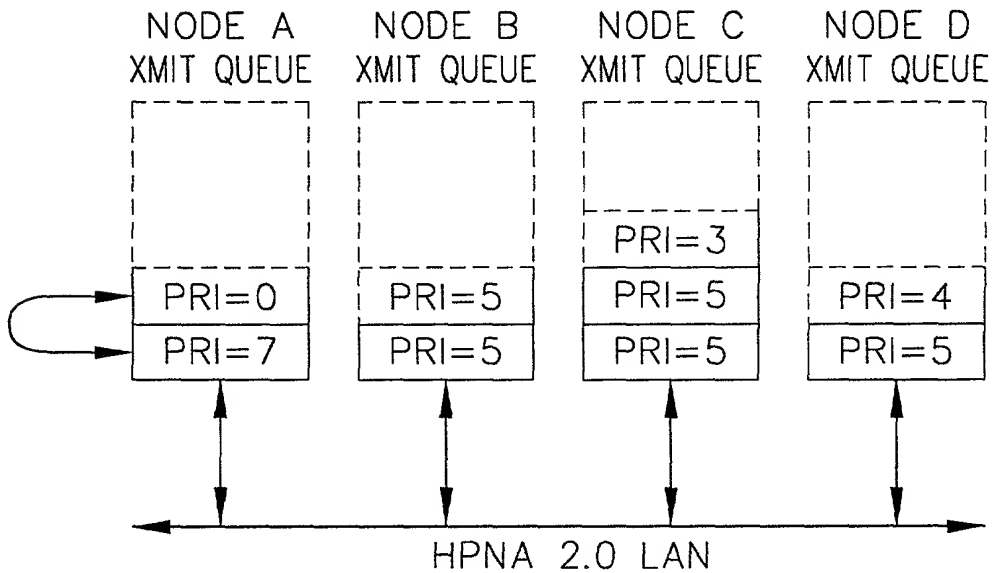 NODE A NODE B NODE C NODE D
XMIT QUEUE XMIT QUEUE XMIT QUEUE XMIT QUEUE
PRI=3
PRI=0 PRI=5 PRI=5 PRI=4
PRI=7 PRI=5 PRI=5 PRI=5
HPNA 2.0 LAN